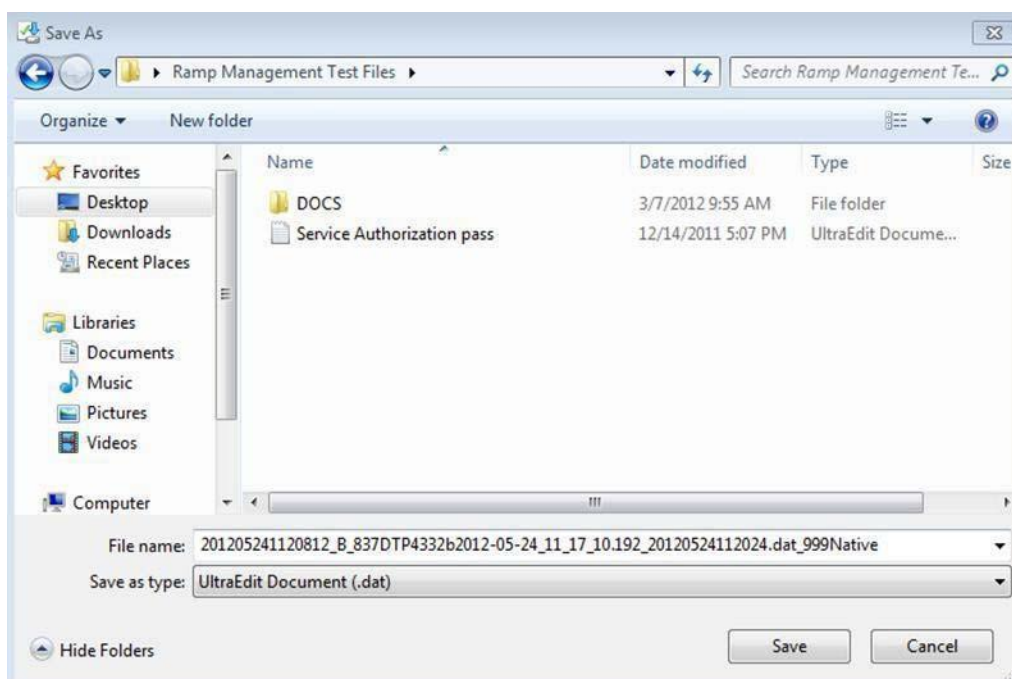 Save As
Ramp Management Test Files
Search Ramp Management Te...
Organize
New folder
Name Date modified Type Size
Favorites
Desktop
Downloads
Recent Places
Libraries
Documents
Music
Pictures
Videos
Computer
DOCS 3/7/2012 9:55 AM File folder
Service Authorization pass 12/14/2011 5:07 PM UltraEdit Docume...
File name: 201205241120812_B_837DTP4332b2012-05-24_11_17_10.192_20120524112024.dat_999Native
Save as type: UltraEdit Document (.dat)
Hide Folders
Save
Cancel